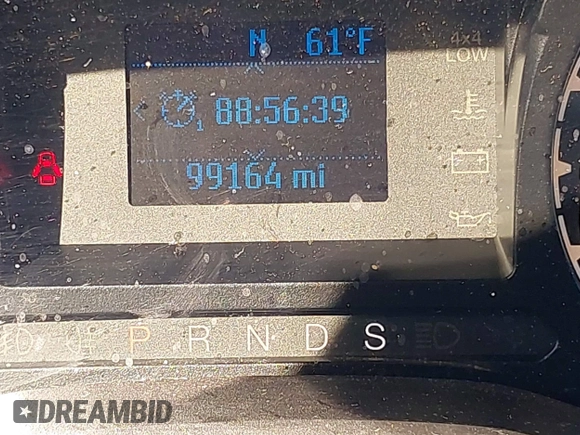 N 61°F
4x4
LOW
1 88:56:39
99164 mi
P R N D S
DREAMBID